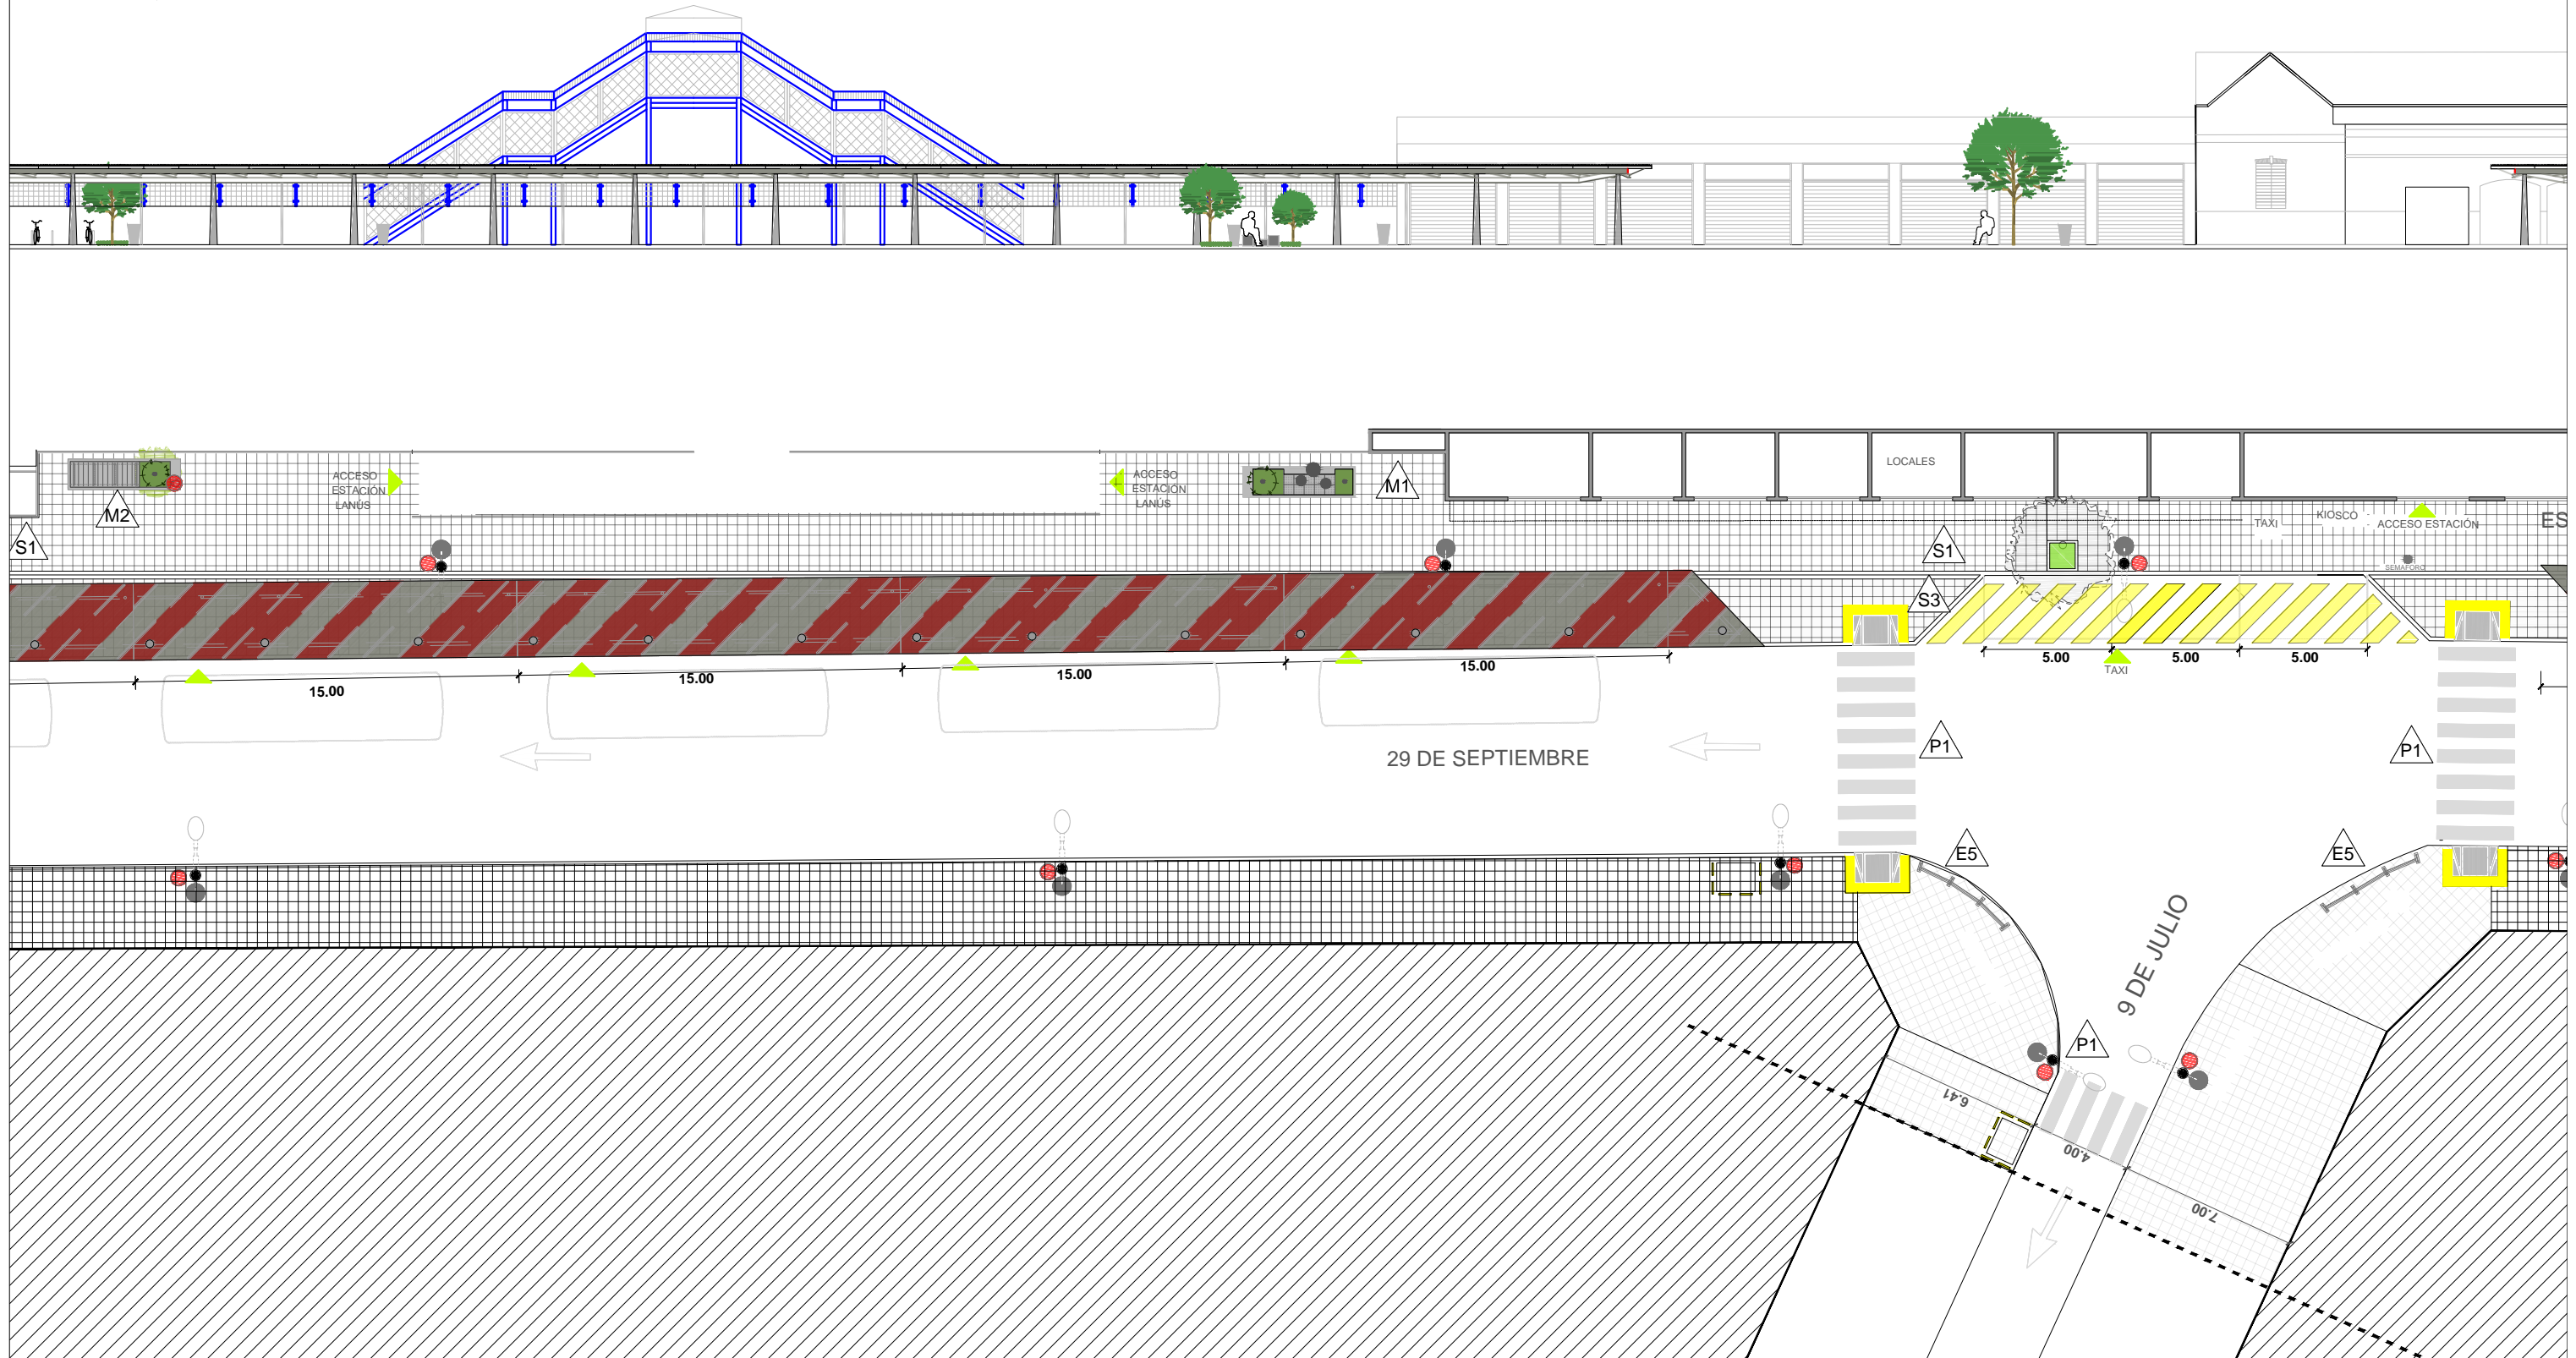 ACCESO
ESTACIÓN
LANÚS
ACCESO
ESTACIÓN
LANÚS
LOCALES
M1
M2
S1
S1
TAXI
KIOSCO
ACCESO ESTACIÓN
ES
SEMAFORO
S3
15.00
15.00
15.00
15.00
5.00
5.00
5.00
TAXI
29 DE SEPTIEMBRE
P1
P1
E5
E5
9 DE JULIO
P1
6.41
4.00
7.00